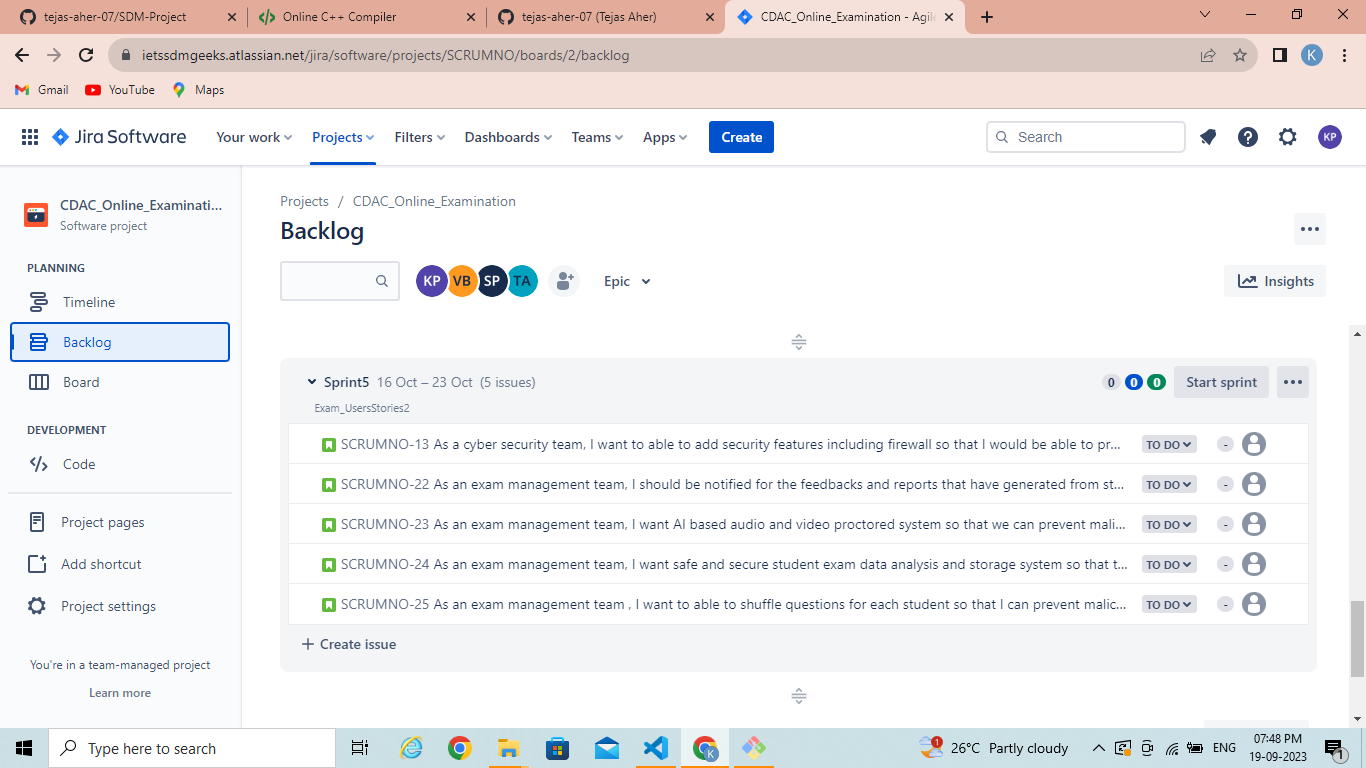 tejas-aher-07/SDM-Project
Online C++ Compiler
tejas-aher-07 (Tejas Aher)
CDAC_Online_Examination - Agile
ietssdmgeeks.atlassian.net/jira/software/projects/SCRUMNO/boards/2/backlog
K
Gmail
YouTube
Maps
Jira Software
Your work
Projects
Filters
Dashboards
Teams
Apps
Create
Search
KP
CDAC_Online_Examinati...
Software project
PLANNING
Timeline
Backlog
Board
DEVELOPMENT
Code
Project pages
Add shortcut
Project settings
You're in a team-managed project
Learn more
Projects / CDAC_Online_Examination
Backlog
KP VB SP TA
Epic
Insights
Sprint5 16 Oct – 23 Oct (5 issues)
0 0 0
Start sprint
Exam_UsersStories2
SCRUMNO-13 As a cyber security team, I want to able to add security features including firewall so that I would be able to pr... TO DO -
SCRUMNO-22 As an exam management team, I should be notified for the feedbacks and reports that have generated from st... TO DO -
SCRUMNO-23 As an exam management team, I want AI based audio and video proctored system so that we can prevent mali... TO DO -
SCRUMNO-24 As an exam management team, I want safe and secure student exam data analysis and storage system so that t... TO DO -
SCRUMNO-25 As an exam management team , I want to able to shuffle questions for each student so that I can prevent malic... TO DO -
+ Create issue
Type here to search
K
1
26°C Partly cloudy
ENG
07:48 PM
19-09-2023
1